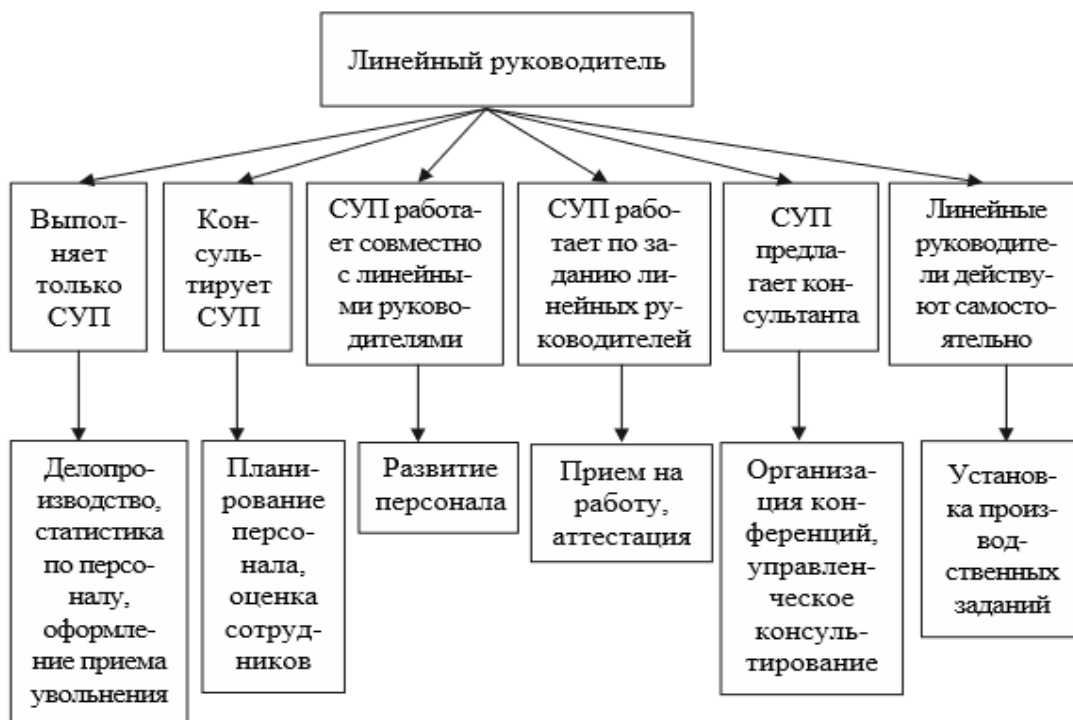 Линейный руководитель
Выпол-
няет
только
СУП
Кон-
суль-
тирует
СУП
СУП работа-
ет совместно
с линейны-
ми руково-
дителями
СУП рабо-
тает по за-
данию ли-
нейных ру-
ководителей
СУП
предла-
гает кон-
сультанта
Линейные
руководите-
ли действу-
ют самосто-
ятельно
Делопро-
изводство,
статистика
по персо-
налу,
оформле-
ние приема
увольнения
Плани-
рование
персо-
нала,
оценка
сотруд-
ников
Развитие
персонала
Прием на
работу,
аттестация
Организа-
ция кон-
ференций,
управлен-
ческое
консуль-
тирование
Установ-
ка произ-
вод-
ственных
заданий